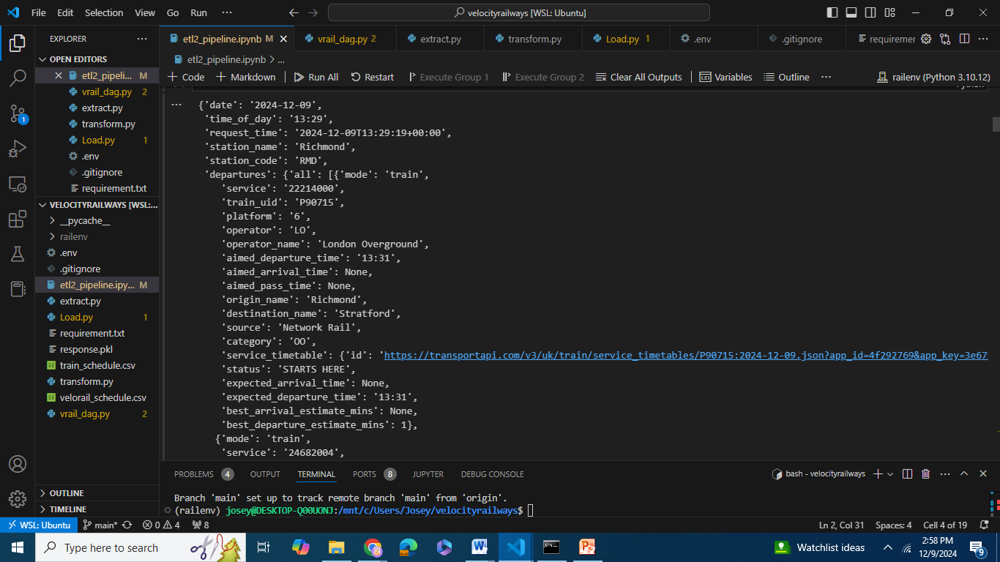 File Edit Selection View Go Run ··· velocityrailways [WSL: Ubuntu]
EXPLORER ···
OPEN EDITORS
etl2_pipeli... M
vrail_dag.py 2
extract.py
transform.py
Load.py 1
.env
.gitignore
requirement.txt
VELOCITYRAILWAYS [WSL:...
__pycache__
railenv
.env
.gitignore
etl2_pipeline.ipy... M
extract.py
Load.py 1
requirement.txt
response.pkl
train_schedule.csv
transform.py
velorail_schedule.csv
vrail_dag.py 2
OUTLINE
TIMELINE
1
etl2_pipeline.ipynb M vrail_dag.py 2 extract.py transform.py Load.py 1 .env .gitignore requiremer ···
etl2_pipeline.ipynb > ...
+ Code + Markdown Run All Restart Execute Group 1 Execute Group 2 Clear All Outputs Variables Outline ··· railenv (Python 3.10.12)
Python
··· {'date': '2024-12-09',
'time_of_day': '13:29',
'request_time': '2024-12-09T13:29:19+00:00',
'station_name': 'Richmond',
'station_code': 'RMD',
'departures': {'all': [{'mode': 'train',
'service': '22214000',
'train_uid': 'P90715',
'platform': '6',
'operator': 'LO',
'operator_name': 'London Overground',
'aimed_departure_time': '13:31',
'aimed_arrival_time': None,
'aimed_pass_time': None,
'origin_name': 'Richmond',
'destination_name': 'Stratford',
'source': 'Network Rail',
'category': 'OO',
'service_timetable': {'id': 'https://transportapi.com/v3/uk/train/service_timetables/P90715:2024-12-09.json?app_id=4f292769&app_key=3e67
'status': 'STARTS HERE',
'expected_arrival_time': None,
'expected_departure_time': '13:31',
'best_arrival_estimate_mins': None,
'best_departure_estimate_mins': 1},
{'mode': 'train',
'service': '24682004',
PROBLEMS 4 OUTPUT TERMINAL PORTS 8 JUPYTER DEBUG CONSOLE bash - velocityrailways
Branch 'main' set up to track remote branch 'main' from 'origin'.
(railenv) josey@DESKTOP-Q00UONJ:/mnt/c/Users/Josey/velocityrailways$
WSL: Ubuntu main* 0 4 8 Ln 2, Col 31 Spaces: 4 Cell 4 of 19
Type here to search Watchlist ideas 2:58 PM
12/9/2024 9